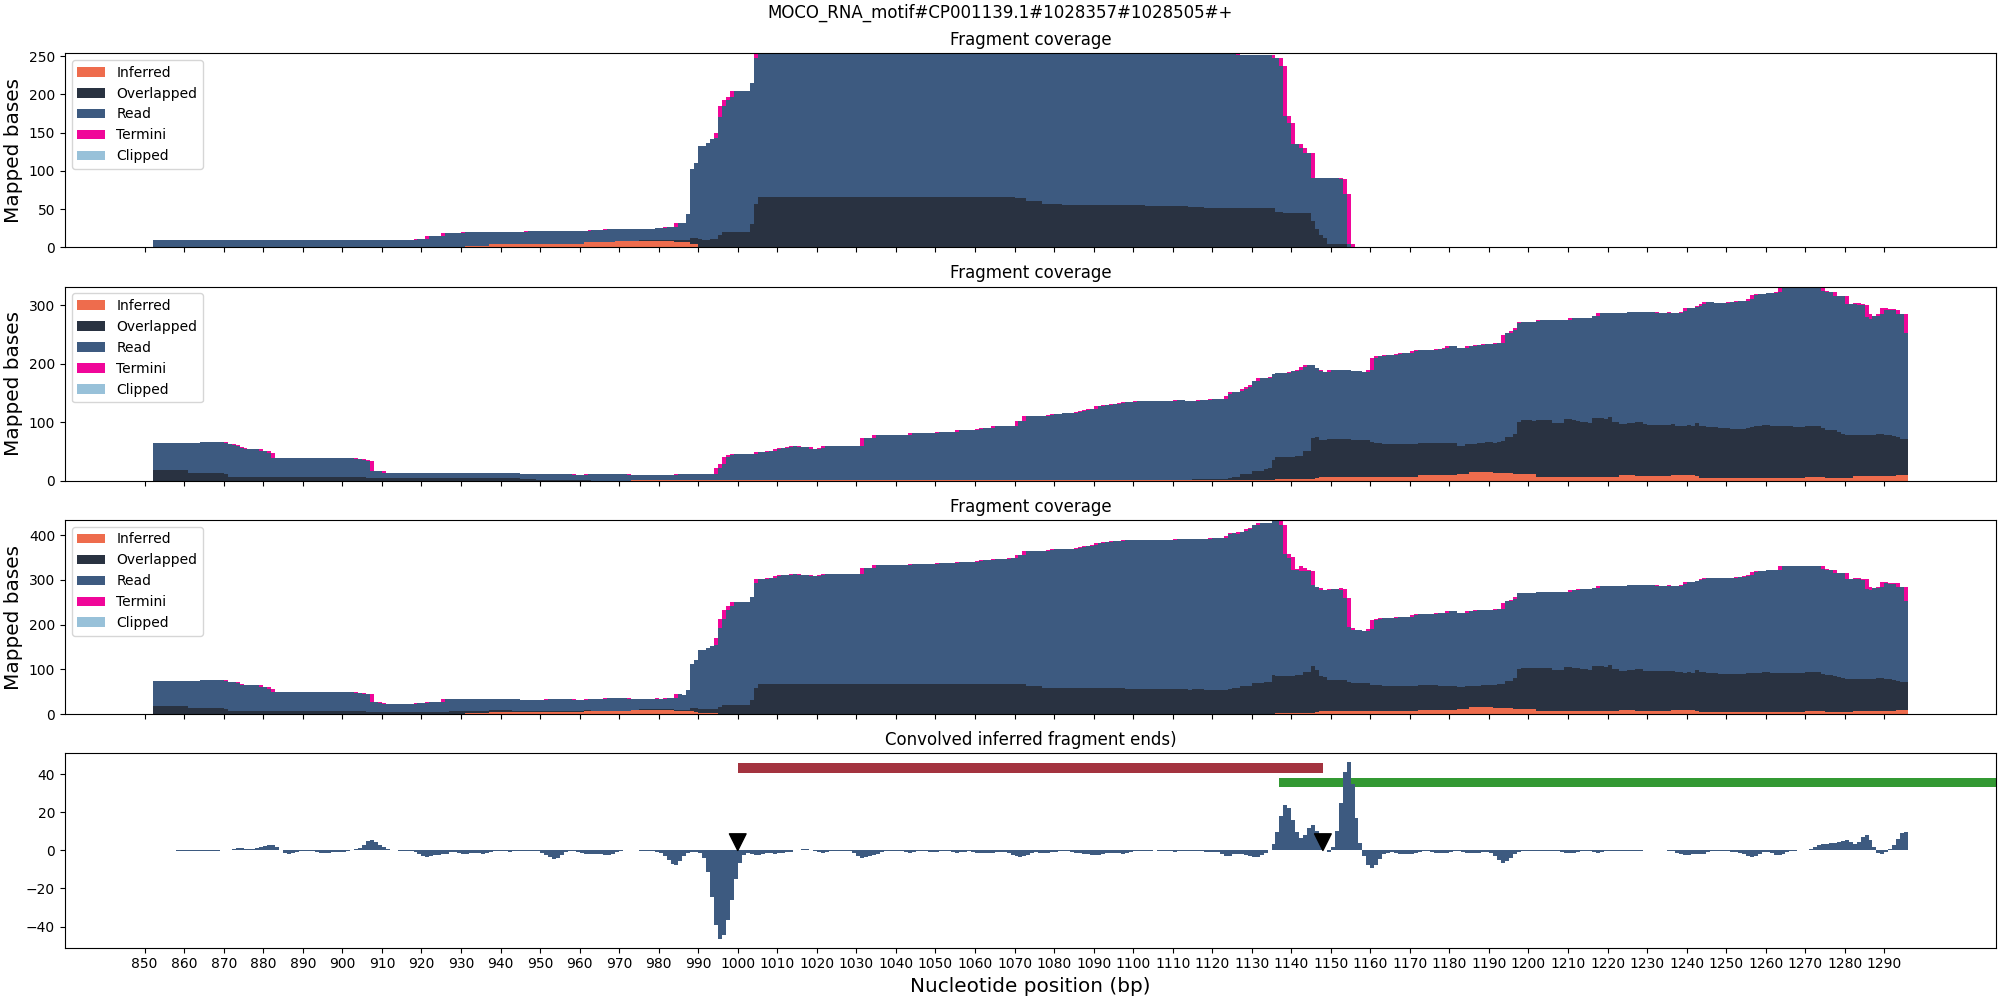 MOCO_RNA_motif#CP001139.1#1028357#1028505#+
Fragment coverage
Mapped bases
250
200
150
100
50
0
Inferred
Overlapped
Read
Termini
Clipped
Fragment coverage
Mapped bases
300
200
100
0
Inferred
Overlapped
Read
Termini
Clipped
Fragment coverage
Mapped bases
400
300
200
100
0
Inferred
Overlapped
Read
Termini
Clipped
Convolved inferred fragment ends)
40
20
0
−20
−40
850 860 870 880 890 900 910 920 930 940 950 960 970 980 990 1000 1010 1020 1030 1040 1050 1060 1070 1080 1090 1100 1110 1120 1130 1140 1150 1160 1170 1180 1190 1200 1210 1220 1230 1240 1250 1260 1270 1280 1290
Nucleotide position (bp)